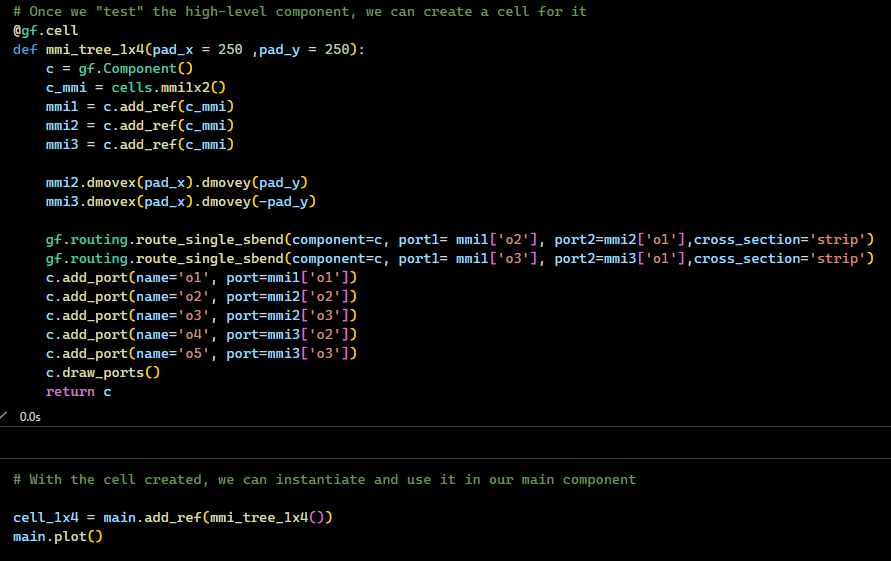 # Once we "test" the high-level component, we can create a cell for it
@gf.cell
def mmi_tree_1x4(pad_x = 250 ,pad_y = 250):
    c = gf.Component()
    c_mmi = cells.mmi1x2()
    mmi1 = c.add_ref(c_mmi)
    mmi2 = c.add_ref(c_mmi)
    mmi3 = c.add_ref(c_mmi)

    mmi2.dmovex(pad_x).dmovey(pad_y)
    mmi3.dmovex(pad_x).dmovey(-pad_y)

    gf.routing.route_single_sbend(component=c, port1= mmi1['o2'], port2=mmi2['o1'],cross_section='strip')
    gf.routing.route_single_sbend(component=c, port1= mmi1['o3'], port2=mmi3['o1'],cross_section='strip')
    c.add_port(name='o1', port=mmi1['o1'])
    c.add_port(name='o2', port=mmi2['o2'])
    c.add_port(name='o3', port=mmi2['o3'])
    c.add_port(name='o4', port=mmi3['o2'])
    c.add_port(name='o5', port=mmi3['o3'])
    c.draw_ports()
    return c
0.0s
# With the cell created, we can instantiate and use it in our main component

cell_1x4 = main.add_ref(mmi_tree_1x4())
main.plot()